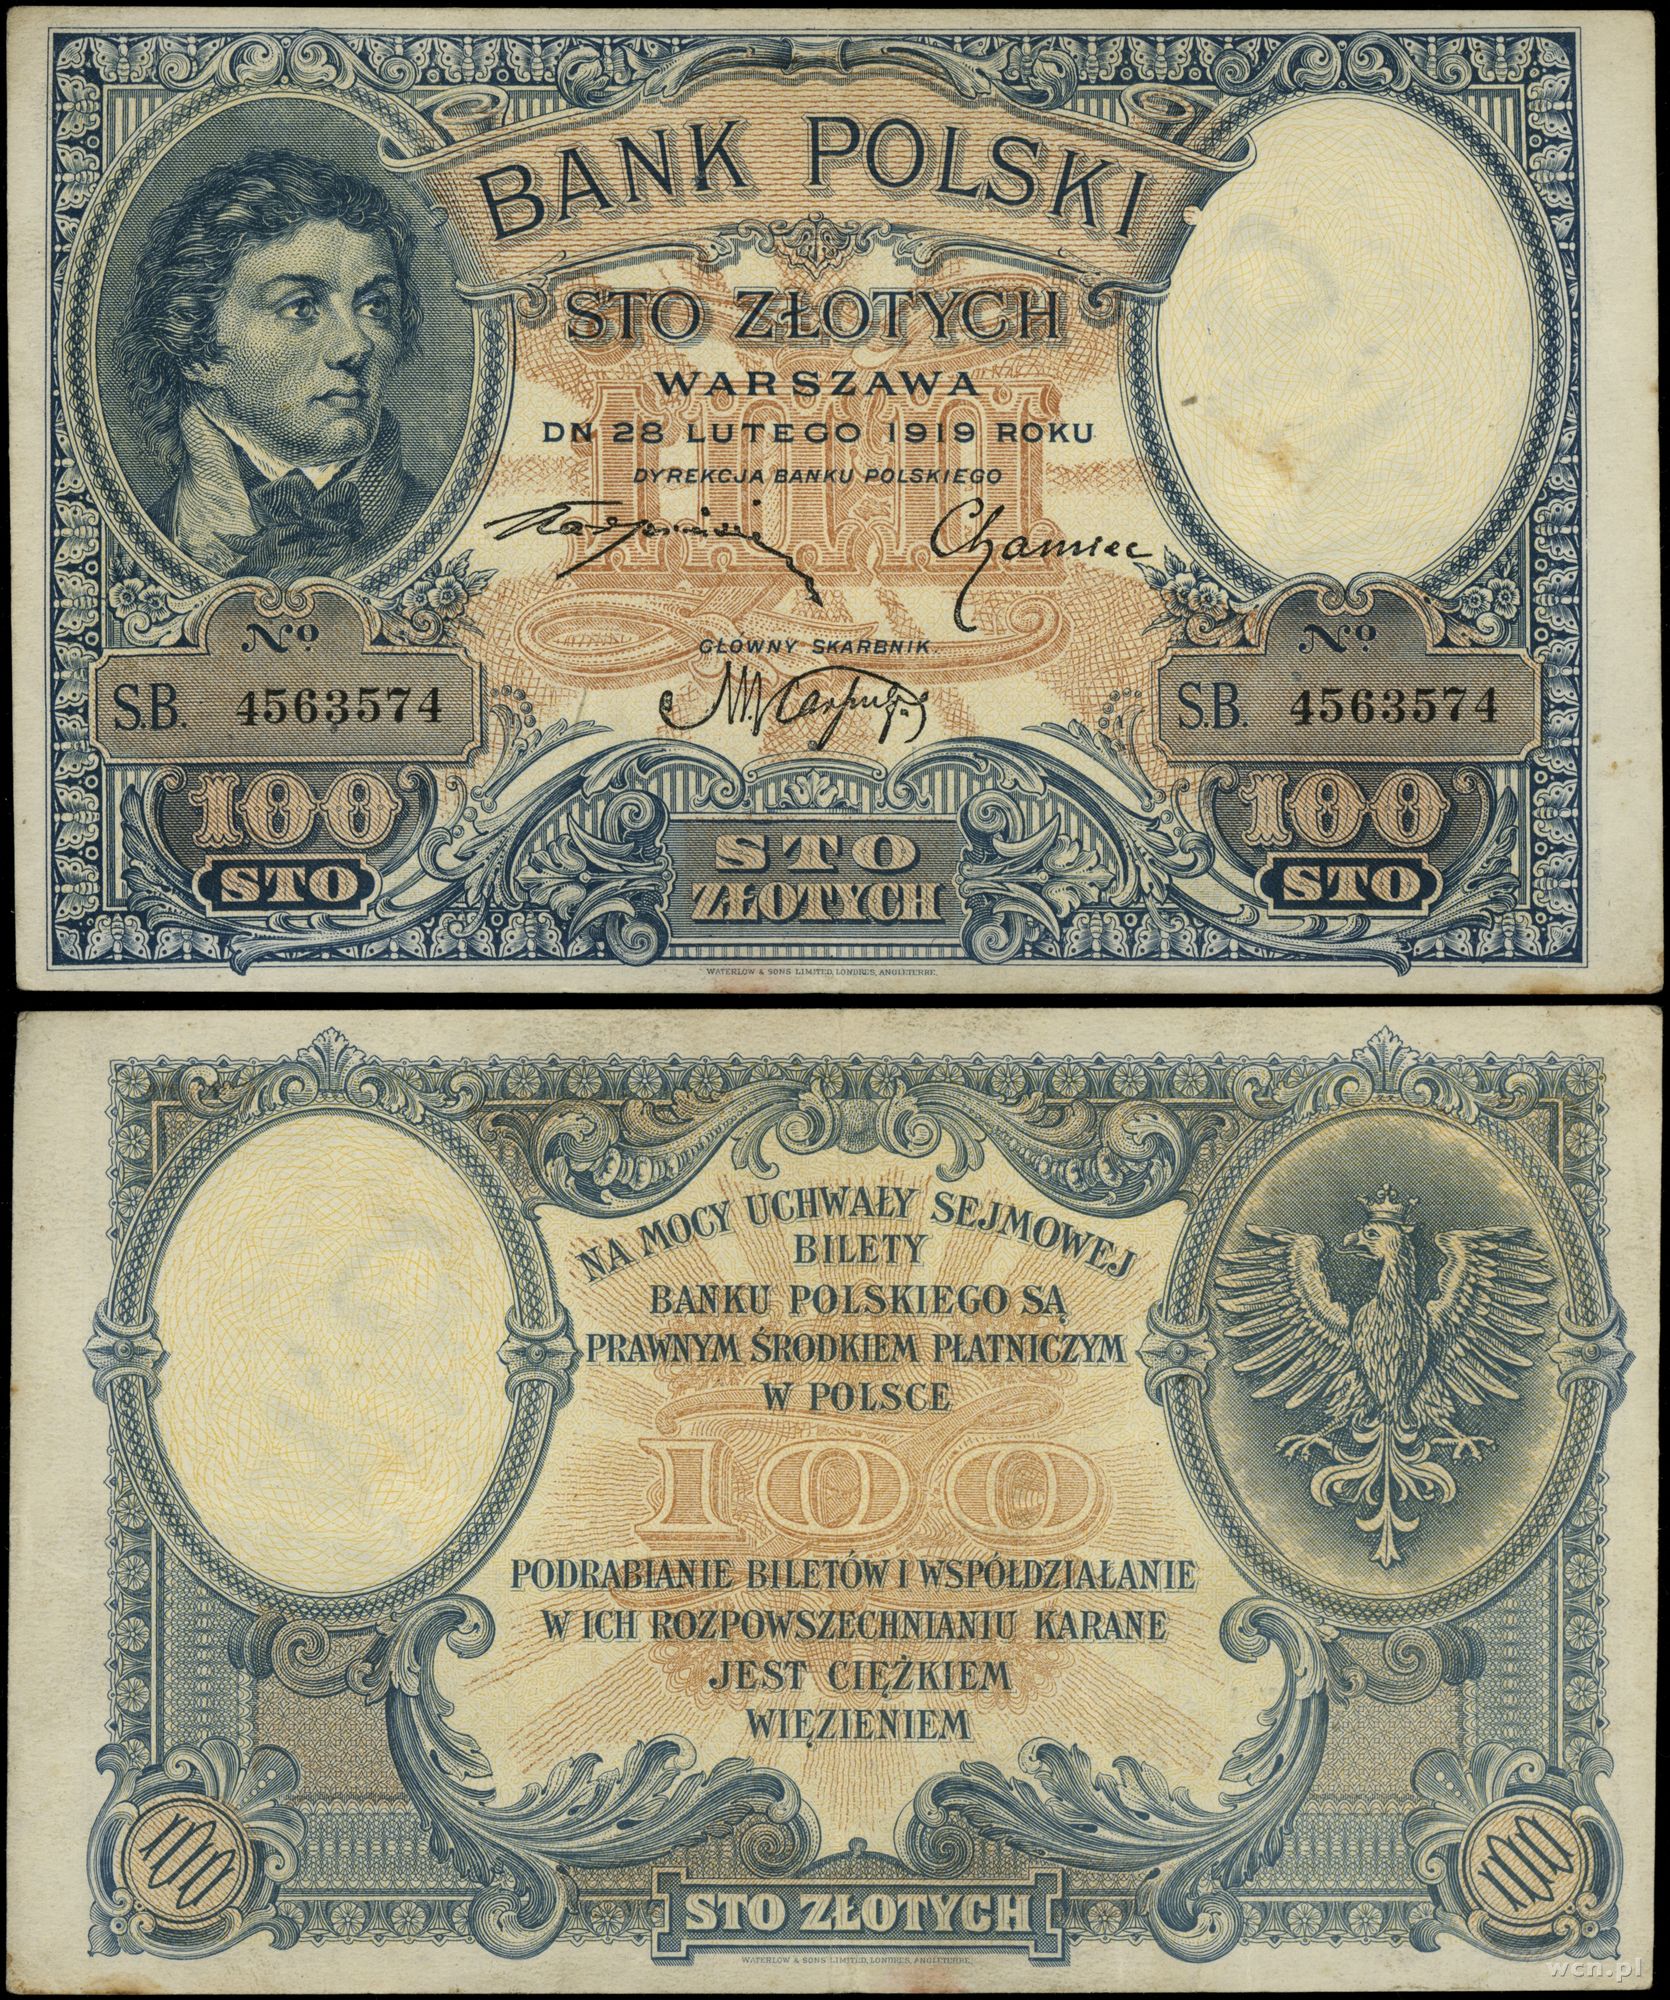 BANK POLSKI
STO ZŁOTYCH
WARSZAWA
DN 28 LUTEGO 1919 ROKU
DYREKCJA BANKU POLSKIEGO
Chamiec
GŁOWNY SKARBNIK
No
S.B. 4563574
100
STO
No
S.B. 4563574
100
STO
100
STO
ZŁOTYCH
WATERLOW & SONS LIMITED, LONDRES, ANGLETERRE.
NA MOCY UCHWAŁY SEJMOWEJ
BILETY
BANKU POLSKIEGO SĄ
PRAWNYM ŚRODKIEM PŁATNICZYM
W POLSCE
100
PODRABIANIE BILETÓW I WSPÓŁDZIAŁANIE
W ICH ROZPOWSZECHNIANIU KARANE
JEST CIĘŻKIEM
WIĘZIENIEM
100
100
STO ZŁOTYCH
WATERLOW & SONS LIMITED, LONDRES, ANGLETERRE.
wcn.pl